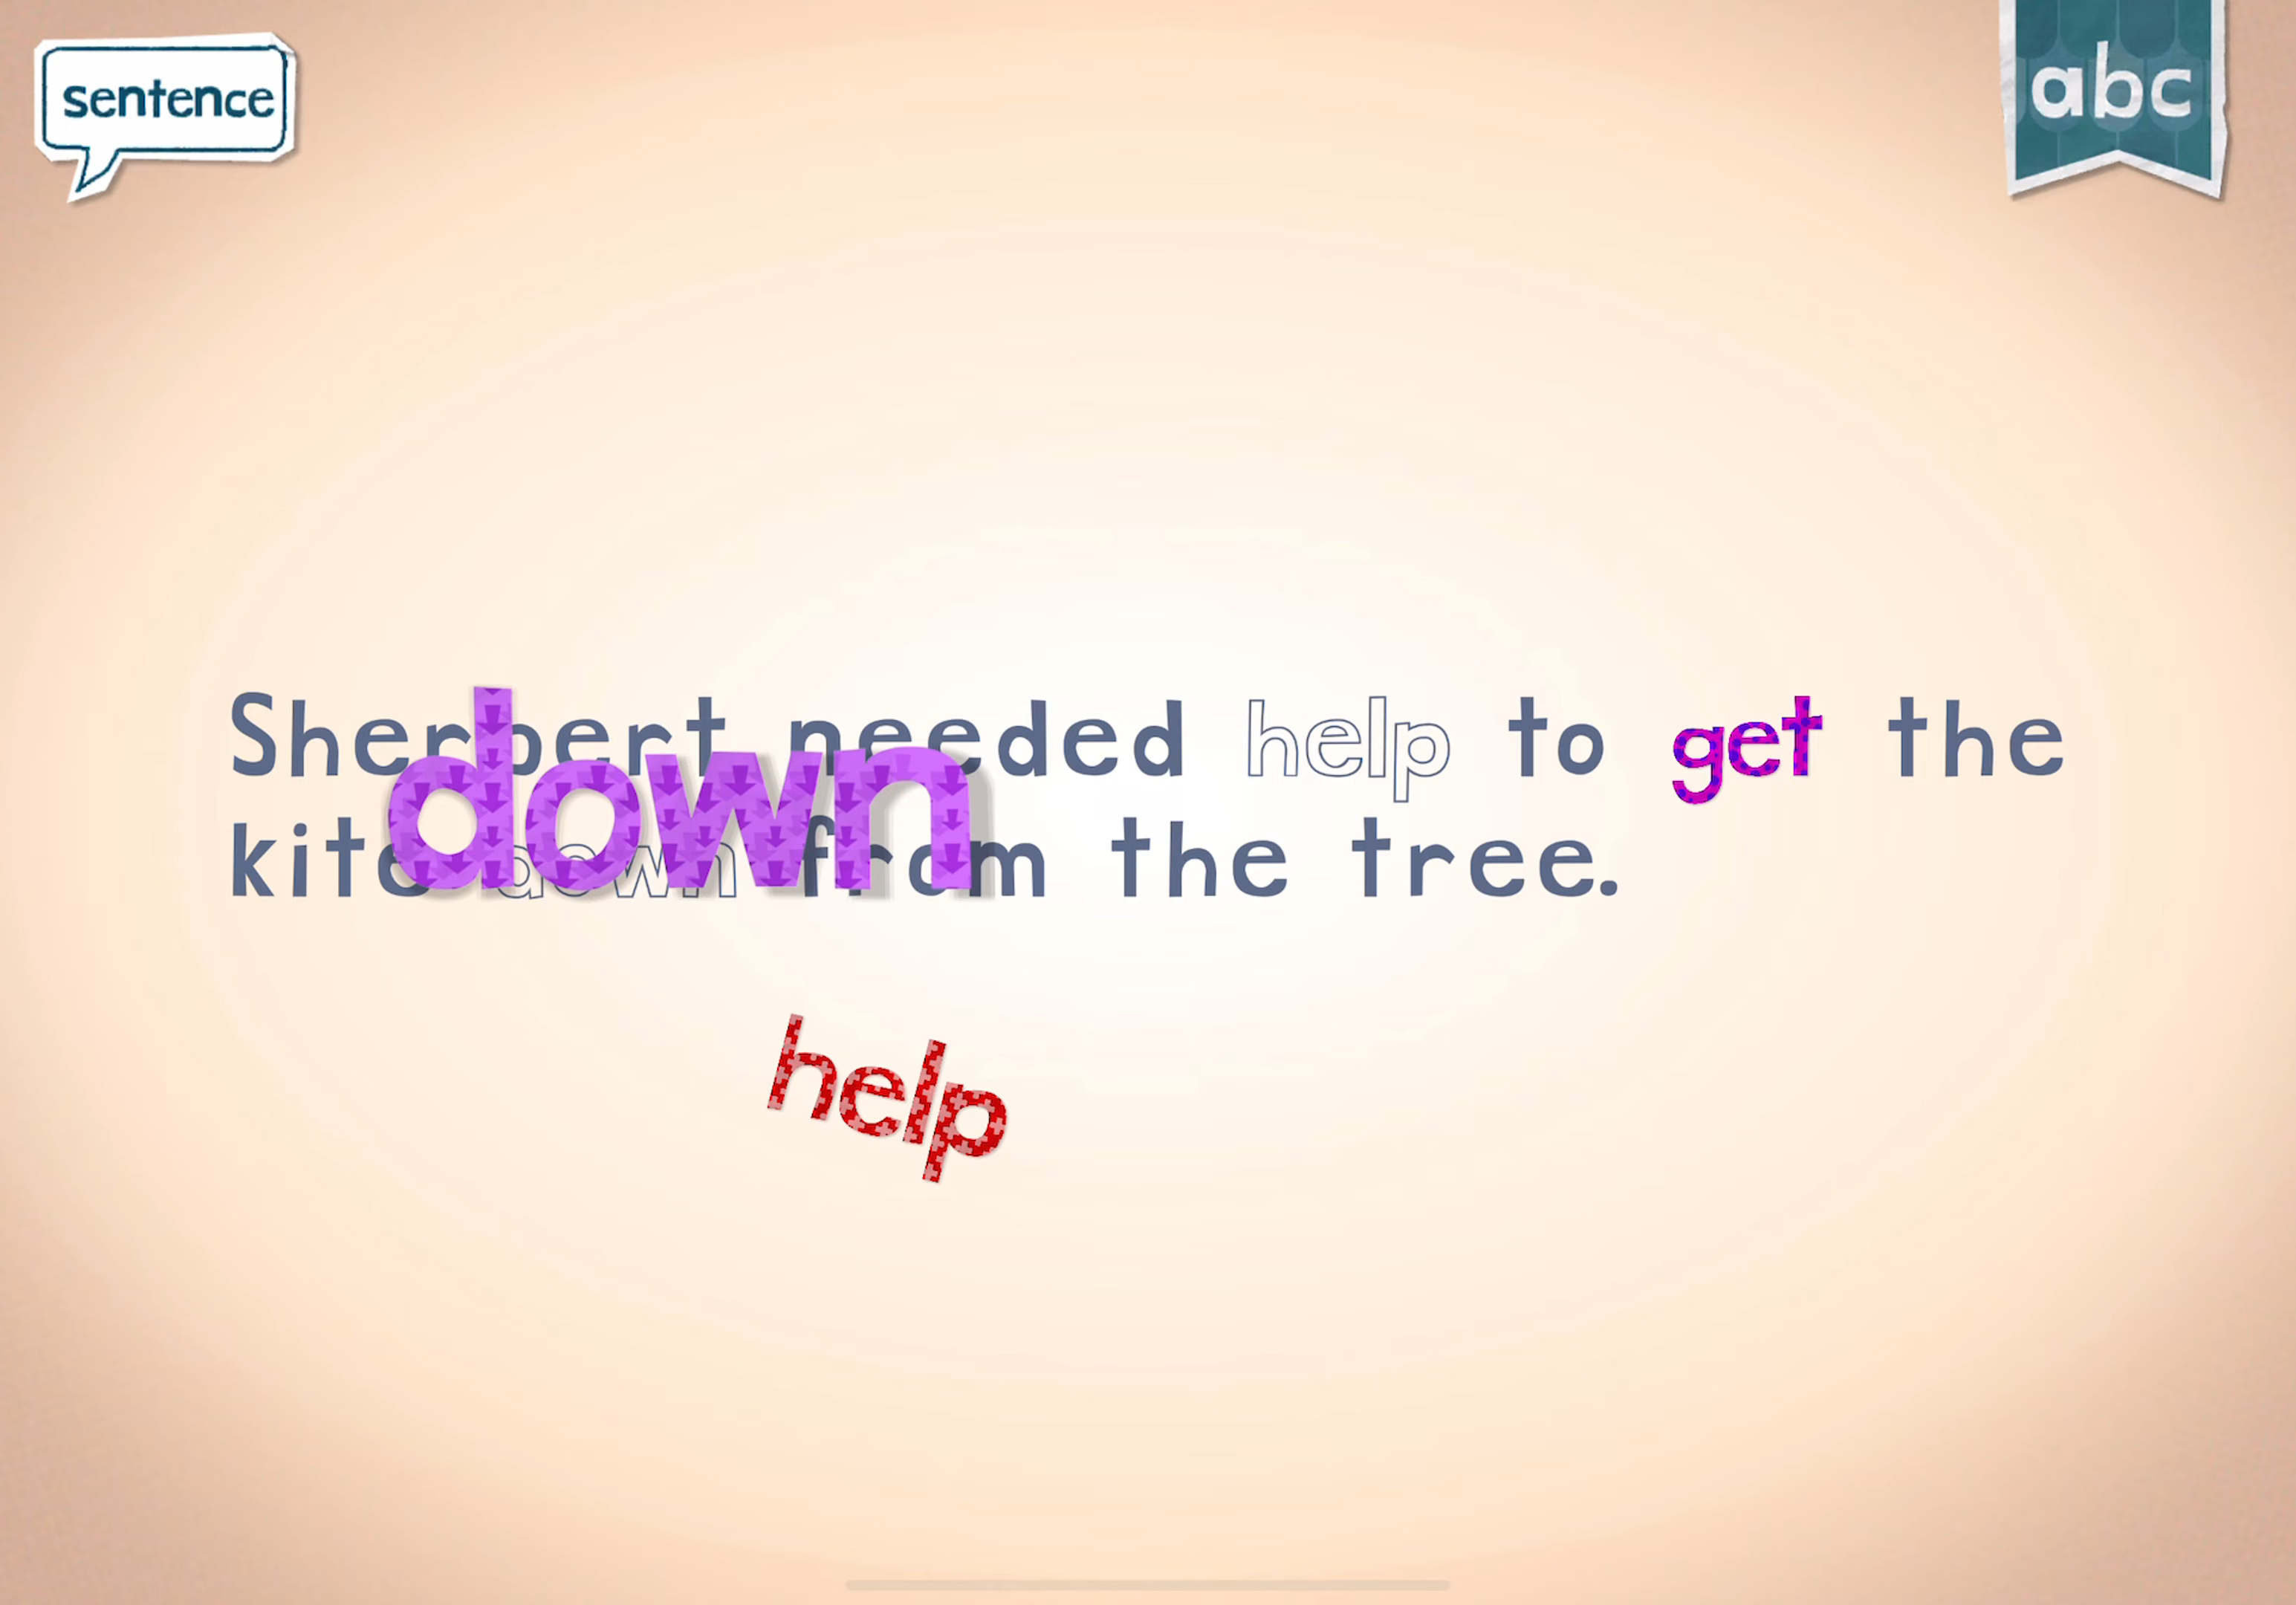 sentence
abc
Sherbert needed help to get the
kite down from the tree.
down
help